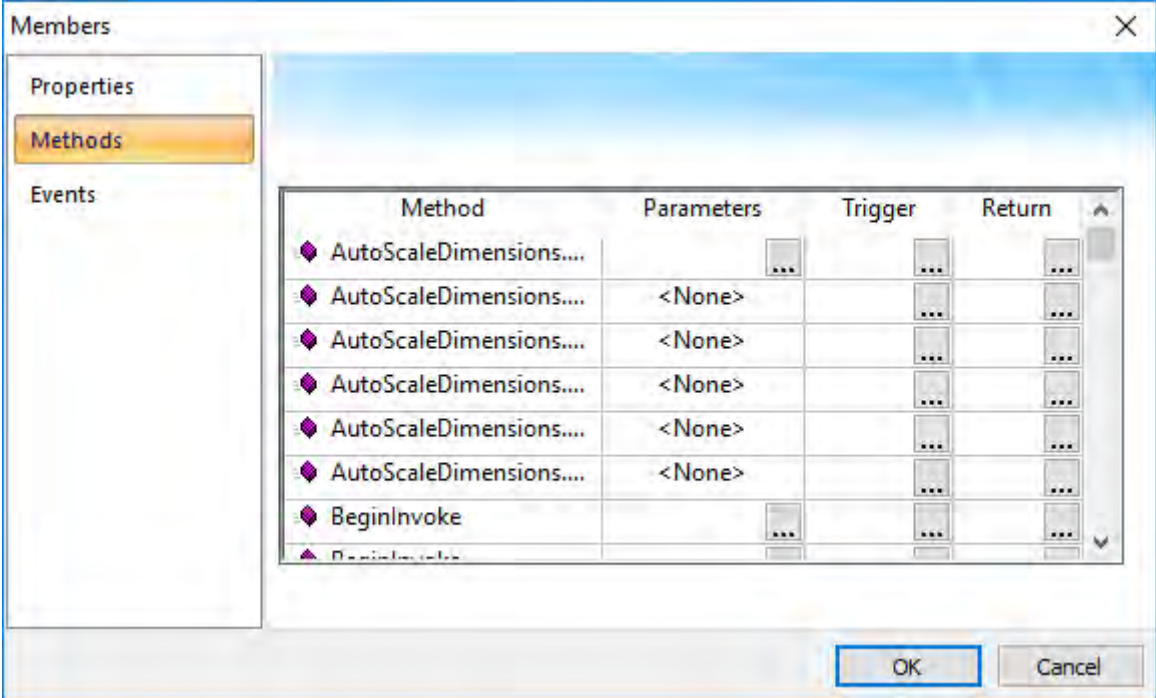 Members
Properties
Methods
Events
Method Parameters Trigger Return
AutoScaleDimensions.... ... ... ...
AutoScaleDimensions.... <None> ... ...
AutoScaleDimensions.... <None> ... ...
AutoScaleDimensions.... <None> ... ...
AutoScaleDimensions.... <None> ... ...
AutoScaleDimensions.... <None> ... ...
BeginInvoke ... ... ...
OK Cancel